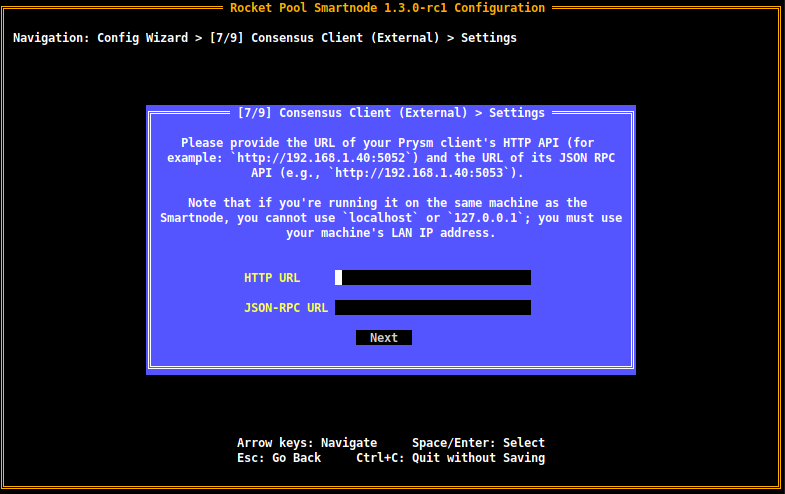 Rocket Pool Smartnode 1.3.0-rc1 Configuration
Navigation: Config Wizard > [7/9] Consensus Client (External) > Settings
[7/9] Consensus Client (External) > Settings
Please provide the URL of your Prysm client's HTTP API (for
example: `http://192.168.1.40:5052`) and the URL of its JSON RPC
API (e.g., `http://192.168.1.40:5053`).
Note that if you're running it on the same machine as the
Smartnode, you cannot use `localhost` or `127.0.0.1`; you must use
your machine's LAN IP address.
HTTP URL
JSON-RPC URL
Next
Arrow keys: Navigate     Space/Enter: Select
Esc: Go Back     Ctrl+C: Quit without Saving